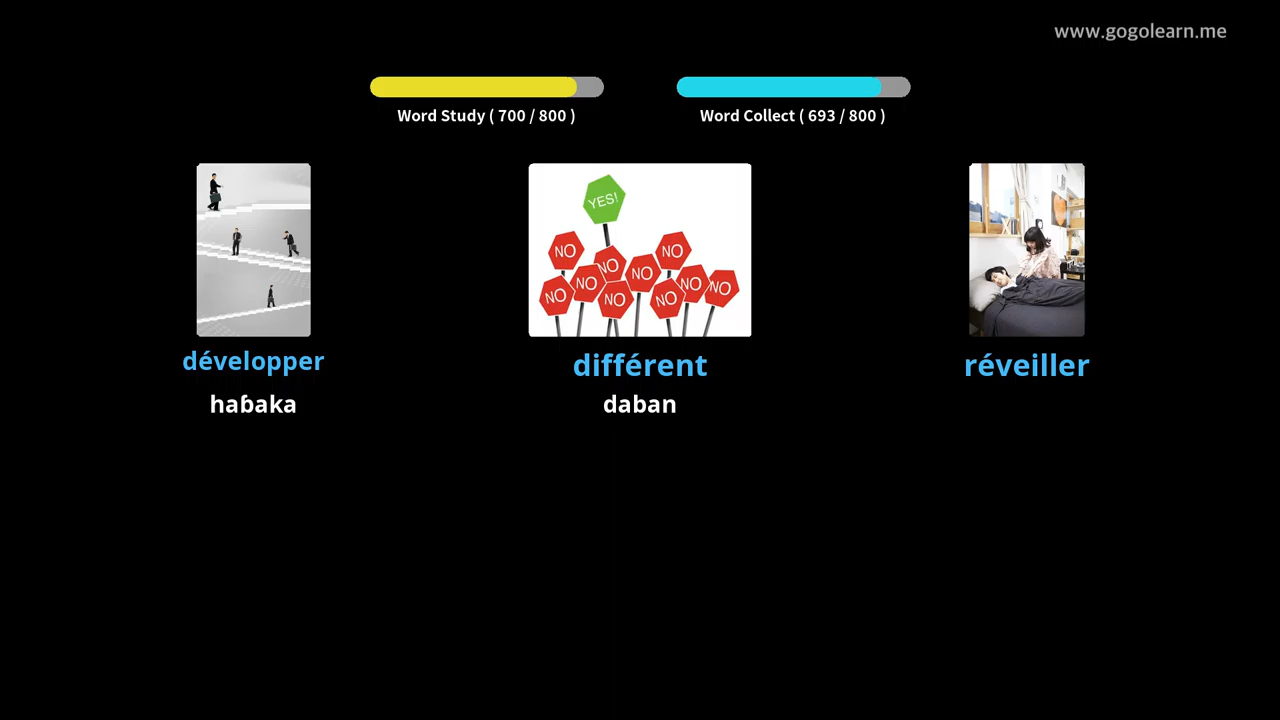 www.gogolearn.me
Word Study ( 700 / 800 )
Word Collect ( 693 / 800 )
YES!
NO
NO
NO
NO
NO
NO
NO
NO
NO
NO
développer
différent
réveiller
haɓaka
daban